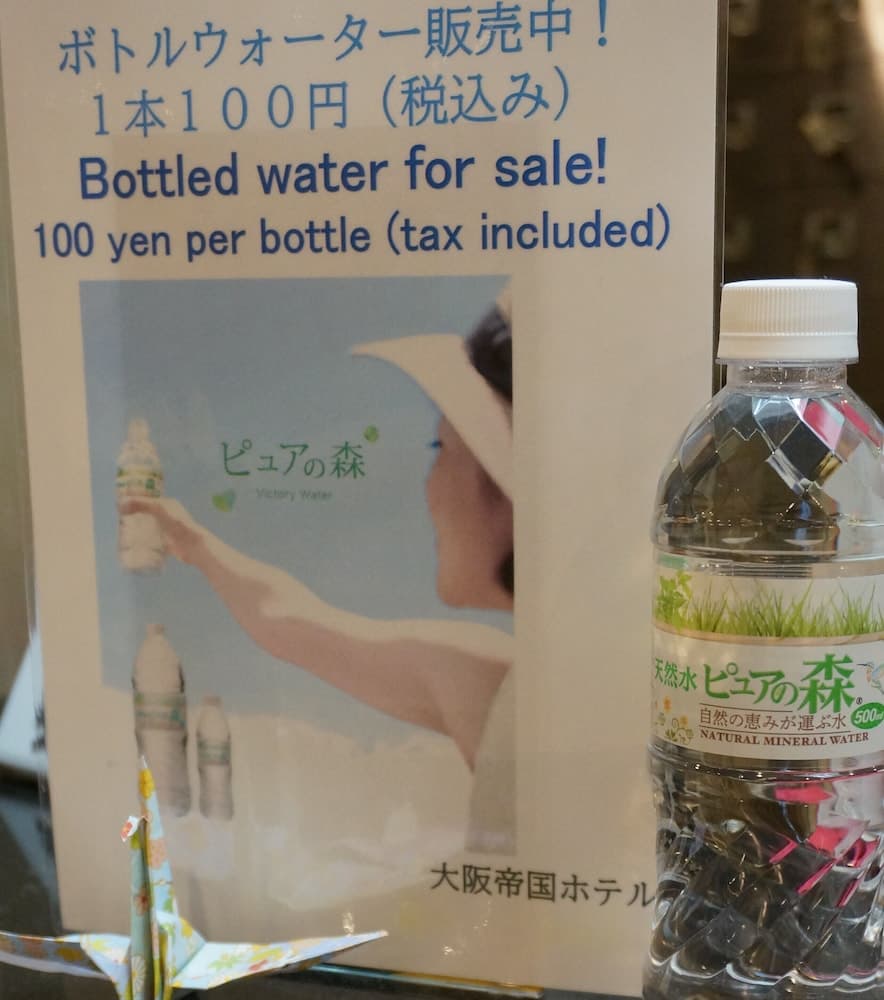 ボトルウォーター販売中！
１本１００円（税込み）
Bottled water for sale!
100 yen per bottle (tax included)
ピュアの森
Victory Water
天然水 ピュアの森®
自然の恵みが運ぶ水 500ml
NATURAL MINERAL WATER
大阪帝国ホテル